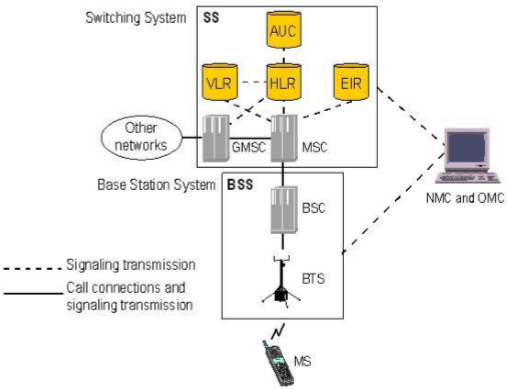 Switching System
SS
AUC
VLR
HLR
EIR
Other
networks
GMSC
MSC
NMC and OMC
Base Station System
BSS
BSC
BTS
Signaling transmission
Call connections and
signaling transmission
MS